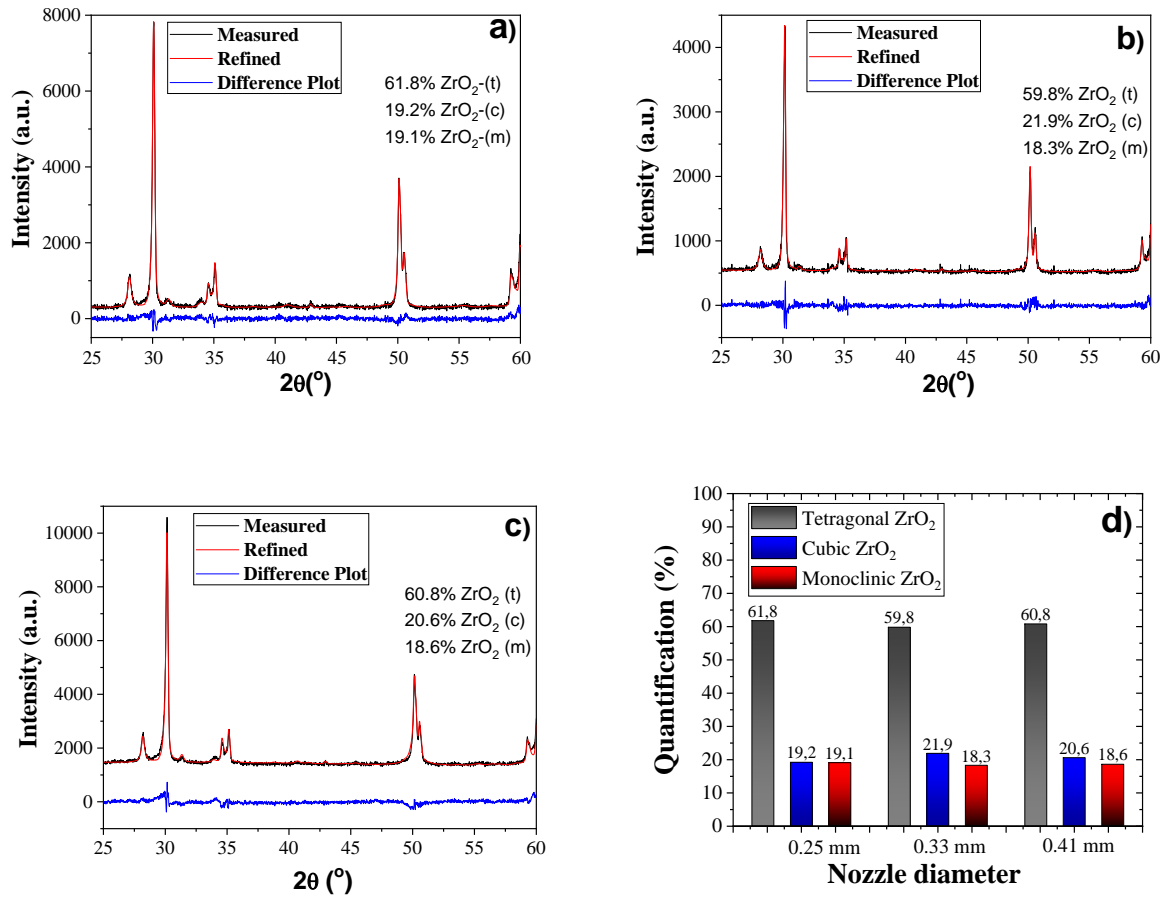 a)
Measured
Refined
Difference Plot
61.8% ZrO₂-(t)
19.2% ZrO₂-(c)
19.1% ZrO₂-(m)
Intensity (a.u.)
8000
6000
4000
2000
0
25 30 35 40 45 50 55 60
2θ(°)
b)
Measured
Refined
Difference Plot
59.8% ZrO₂ (t)
21.9% ZrO₂ (c)
18.3% ZrO₂ (m)
Intensity (a.u.)
4000
3000
2000
1000
0
25 30 35 40 45 50 55 60
2θ(°)
c)
Measured
Refined
Difference Plot
60.8% ZrO₂ (t)
20.6% ZrO₂ (c)
18.6% ZrO₂ (m)
Intensity (a.u.)
10000
8000
6000
4000
2000
0
25 30 35 40 45 50 55 60
2θ (°)
d)
Tetragonal ZrO₂
Cubic ZrO₂
Monoclinic ZrO₂
Quantification (%)
100
90
80
70
60
50
40
30
20
10
0
61,8 59,8 60,8
19,2 19,1 21,9 18,3 20,6 18,6
0.25 mm 0.33 mm 0.41 mm
Nozzle diameter